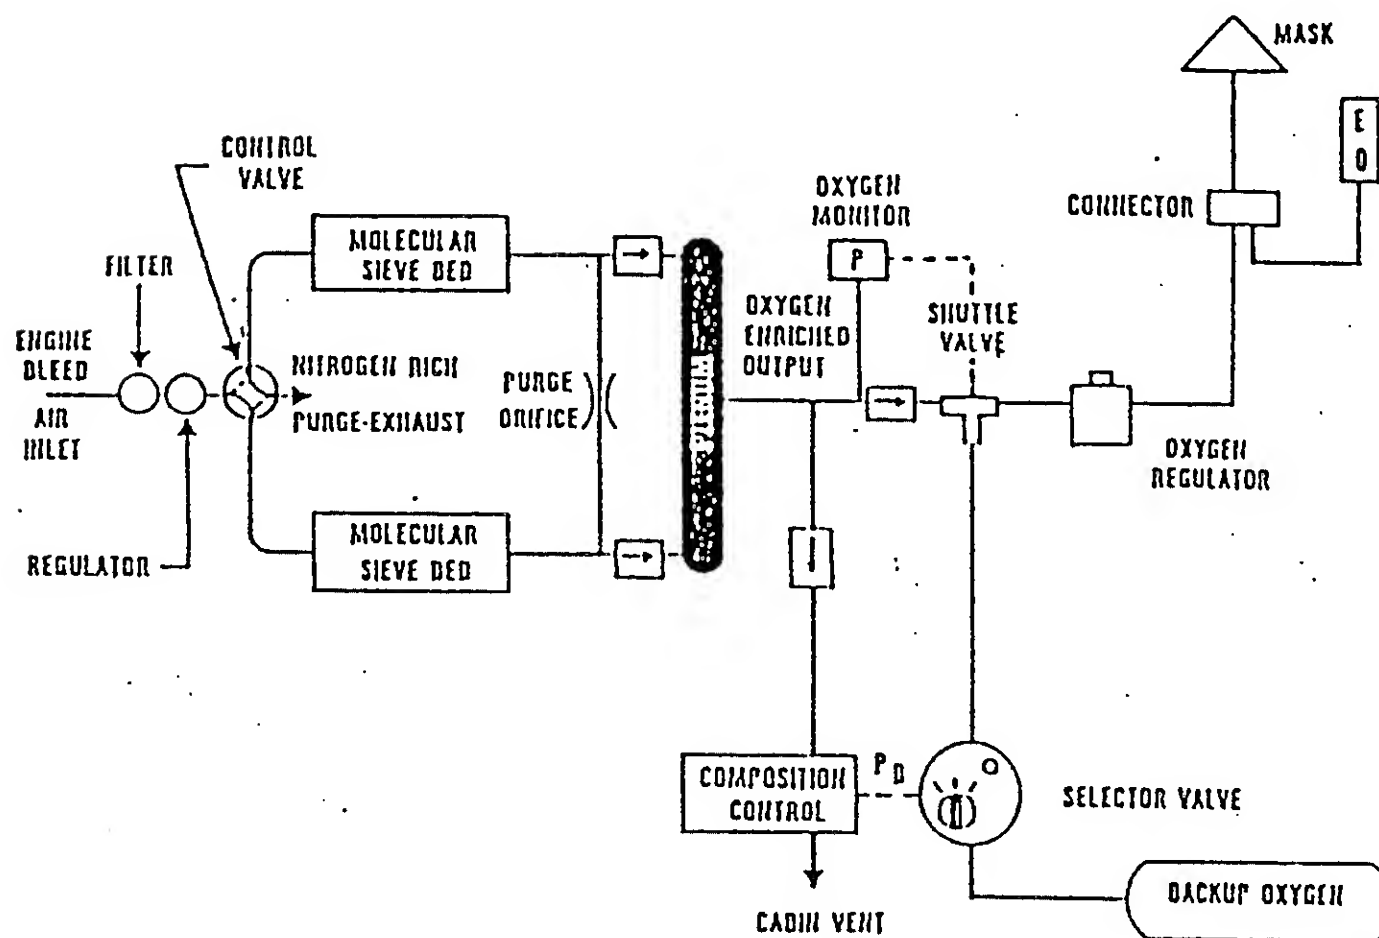 MASK
E
O
CONNECTOR
CONTROL
VALVE
OXYGEN
MONITOR
P
MOLECULAR
SIEVE BED
FILTER
OXYGEN
ENRICHED
OUTPUT
SHUTTLE
VALVE
ENGINE
BLEED
AIR
INLET
NITROGEN RICH
PURGE-EXHAUST
PURGE
ORIFICE
PLENUM
OXYGEN
REGULATOR
MOLECULAR
SIEVE BED
REGULATOR
COMPOSITION
CONTROL
P B
SELECTOR VALVE
BACKUP OXYGEN
CABIN VENT